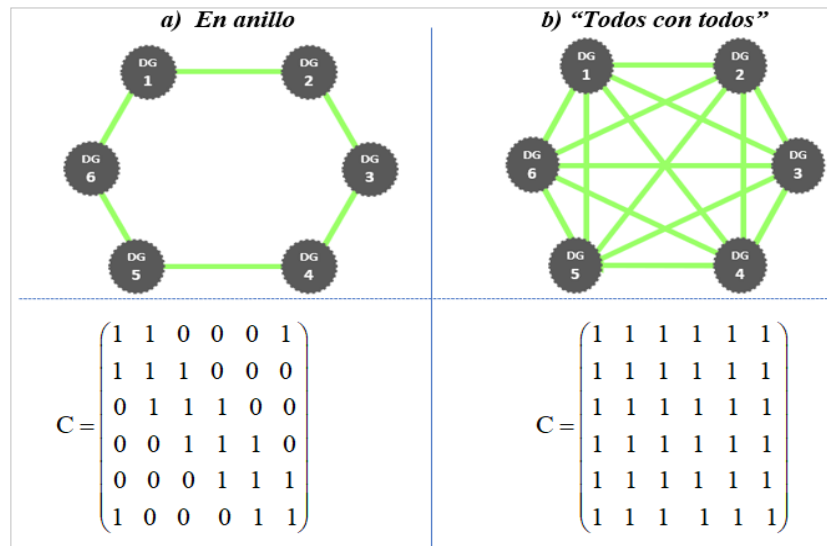 a) En anillo
DG
1
DG
2
DG
3
DG
4
DG
5
DG
6
C =
1 1 0 0 0 1
1 1 1 0 0 0
0 1 1 1 0 0
0 0 1 1 1 0
0 0 0 1 1 1
1 0 0 0 1 1
b) “Todos con todos”
DG
1
DG
2
DG
3
DG
4
DG
5
DG
6
C =
1 1 1 1 1 1
1 1 1 1 1 1
1 1 1 1 1 1
1 1 1 1 1 1
1 1 1 1 1 1
1 1 1 1 1 1